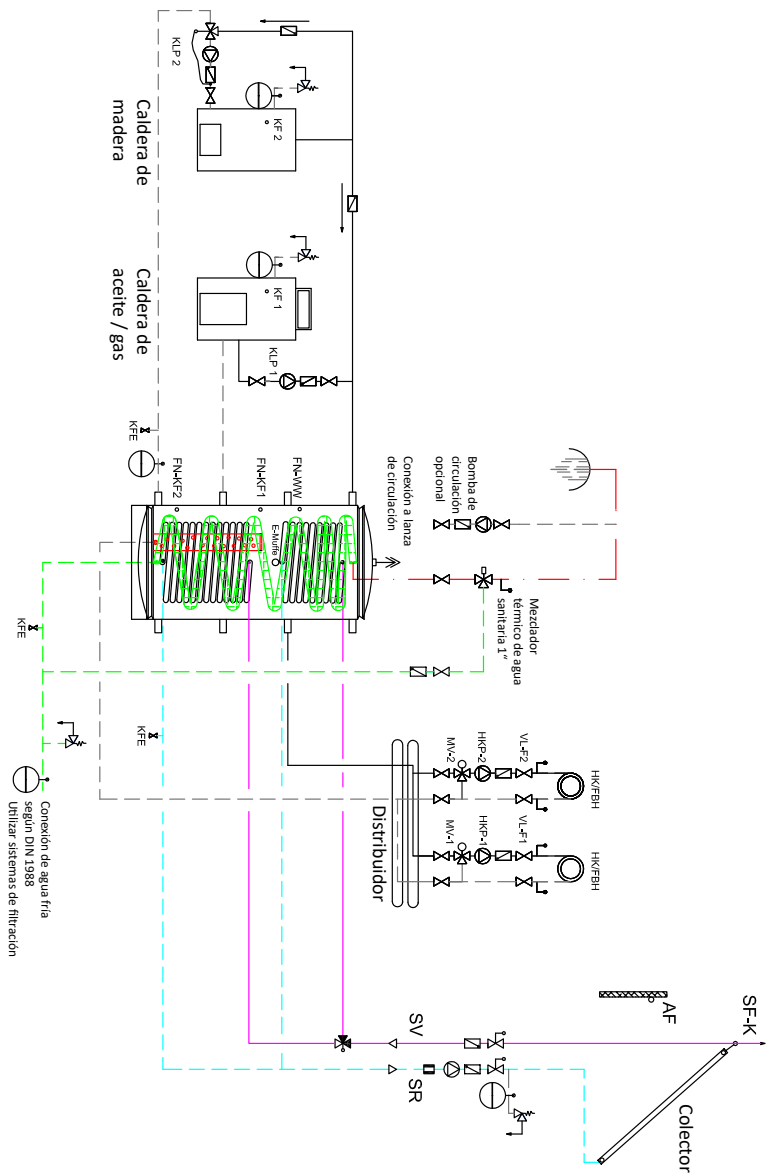 KLP 2
KF 2
Caldera de
madera
KF 1
Caldera de
aceite / gas
KLP 1
KFE
FN-KF2
FN-KF1
FN-WW
E-Muffe
Conexión a lanza
de circulación
Bomba de
circulación
opcional
Mezclador
térmico de agua
sanitaria 1"
KFE
KFE
Conexión de agua fría
según DIN 1988
Utilizar sistemas de filtración
Distribuidor
MV-2
HKP-2
VL-F2
HK/FBH
MV-1
HKP-1
VL-F1
HK/FBH
AF
SF-K
SV
SR
Colector